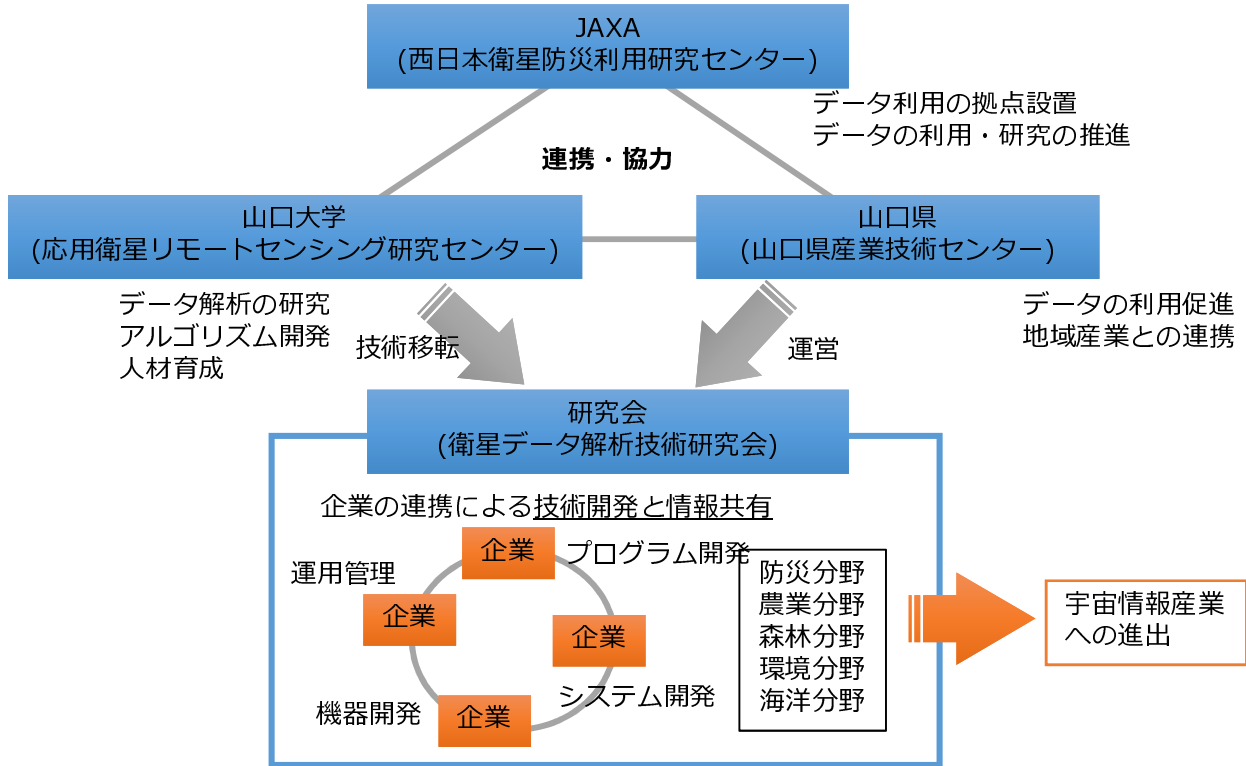 JAXA
(西日本衛星防災利用研究センター)
データ利用の拠点設置
データの利用・研究の推進
連携・協力
山口大学
(応用衛星リモートセンシング研究センター)
山口県
(山口県産業技術センター)
データ解析の研究
アルゴリズム開発
人材育成
技術移転
運営
データの利用促進
地域産業との連携
研究会
(衛星データ解析技術研究会)
企業の連携による技術開発と情報共有
企業
プログラム開発
運用管理
企業
企業
システム開発
機器開発
企業
防災分野
農業分野
森林分野
環境分野
海洋分野
宇宙情報産業
への進出